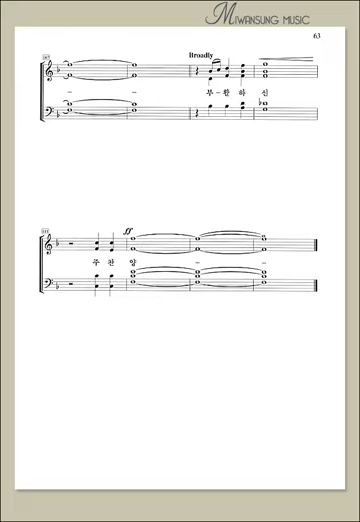 MIWANSUNG MUSIC
63
Broadly
- - 부-활하 신
ff
주 찬 양 - -